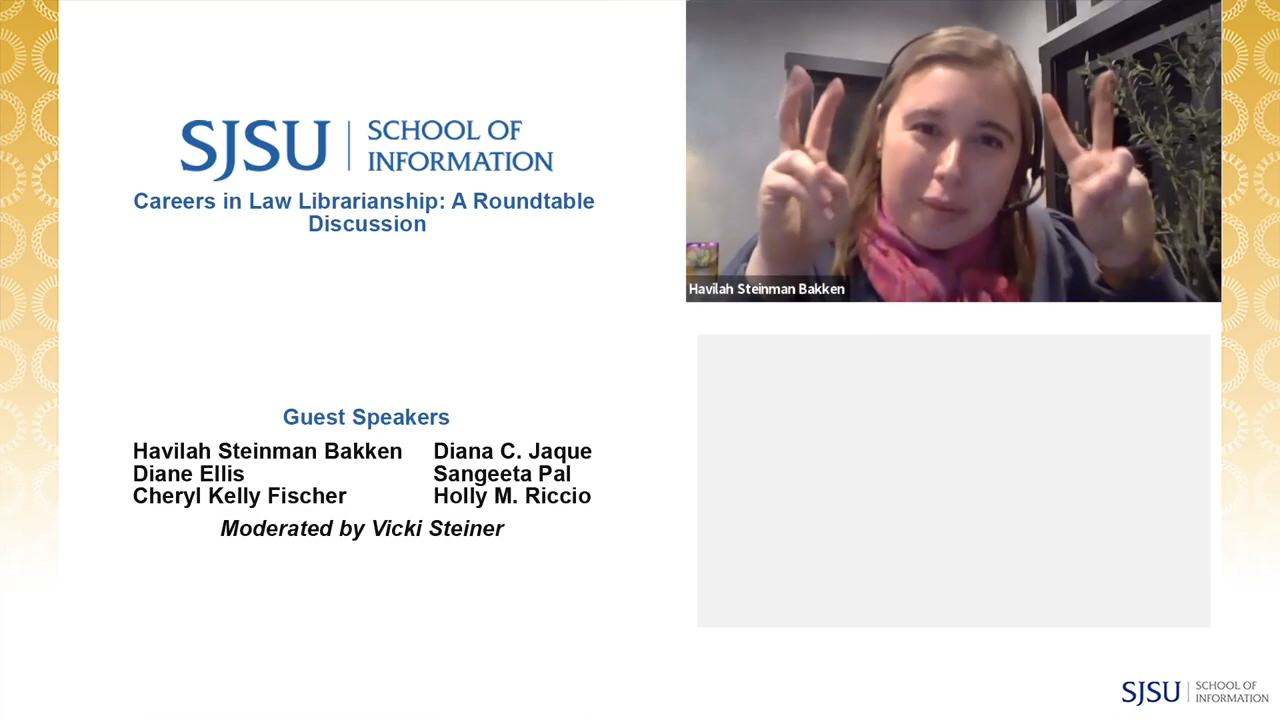 SJSU
SCHOOL OF
INFORMATION
Careers in Law Librarianship: A Roundtable
Discussion
Havilah Steinman Bakken
Guest Speakers
Havilah Steinman Bakken
Diane Ellis
Cheryl Kelly Fischer
Diana C. Jaque
Sangeeta Pal
Holly M. Riccio
Moderated by Vicki Steiner
SJSU
SCHOOL OF
INFORMATION